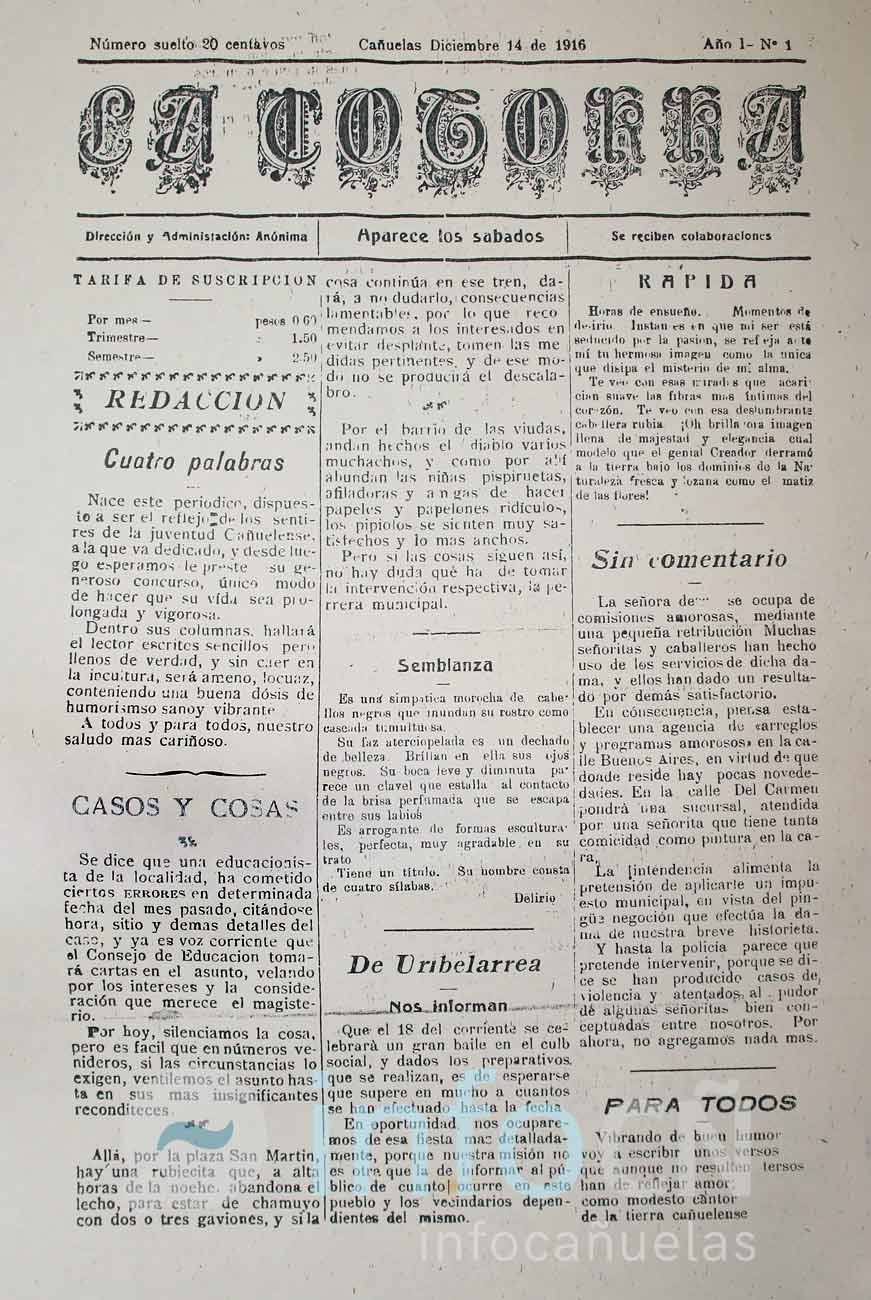 Número suelto 20 centavos
Cañuelas Diciembre 14 de 1916
Año 1- Nº 1
LA COTORRA
Dirección y Administación: Anónima
Aparece los sabados
Se reciben colaboraciones
TARIFA DE SUSCRIPCION
Por mes— pesos 0.60
Trimestre— 1.50
Semestre— » 2.50
REDACCION
Cuatro palabras
Nace este periodico, dispues-
to a ser el reflejo de los senti-
res de la juventud Cañuelense,
a la que va dedicado, y desde lue-
go esperamos le preste su ge-
neroso concurso, único modo
de hacer que su vída sea pro-
longada y vigorosa.
Dentro sus columnas, hallará
el lector escritos sencillos pero
llenos de verdad, y sin caer en
la incultura, será ameno, locuaz,
conteniendo una buena dósis de
humorismso sanoy vibrante
A todos y para todos, nuestro
saludo mas cariñoso.
CASOS Y COSAS
Se dice que una educacionis-
ta de la localidad, ha cometido
ciertos ERRORES en determinada
fecha del mes pasado, citándose
hora, sitio y demas detalles del
caso, y ya es voz corriente que
el Consejo de Educacion toma-
rá cartas en el asunto, velando
por los intereses y la conside-
ración que merece el magiste-
rio.
Por hoy, silenciamos la cosa,
pero es facil que en números ve-
nideros, si las circunstancias lo
exigen, ventilemos el asunto has-
ta en sus mas insignificantes
reconditeces.
Allá, por la plaza San Martin,
hay una rubiecita que, a alta
horas de la noche, abandona el
lecho, para estar de chamuyo
con dos o tres gaviones, y si la
cosa continúa en ese tren, da-
rá, a no dudarlo, consecuencias
lamentables, por lo que reco
mendamos a los interesados en
evitar desplante, tomen las me
didas pertinentes, y de ese mo-
do no se producirá el descala-
bro.
Por el barrio de las viudas,
andan hechos el diablo varios
muchachos, y como por allí
abundan las niñas pispiruetas,
afiladoras y amigas de hacer
papeles y papelones ridículos,
los pipiolos se sienten muy sa-
tisfechos y lo mas anchos.
Pero si las cosas siguen así,
no hay duda qué ha de tomar
la intervención respectiva, la pe-
rrera municipal.
Semblanza
Es una simpatica morocha de cabe-
llos negros que inundan su rostro como
cascada tumultuosa.
Su faz aterciopelada es un dechado
de belleza. Brillan en ella sus ojos
negros. Su boca leve y diminuta pa-
rece un clavel que estalla al contacto
de la brisa perfumada que se escapa
entre sus labios
Es arrogante de formas escultura-
les, perfecta, muy agradable en su
trato
Tiene un título. Su nombre consta
de cuatro sílabas.
Delirio
De Uribelarrea
Nos informan
Que el 18 del corriente se ce-
lebrará un gran baile en el culb
social, y dados los preparativos,
que se realizan, es de esperarse
que supere en mucho a cuantos
se han efectuado hasta la fecha
En oportunidad nos ocupare-
mos de esa fiesta mas detallada-
mente, porque nuestra misión no
es otra que la de informar al pú-
blico de cuanto ocurre en este
pueblo y los vecindarios depen-
dientes del mismo.
RAPIDA
Horas de ensueño. Momentos de
delirio. Instantes en que mi ser está
seducido por la pasion, se refleja ante
mí tu hermosa imagen como la unica
que disipa el misterio de mi alma.
Te veo con esas miradas que acari-
cian suave las fibras mas íntimas del
corazón. Te veo con esa deslumbrante
cabellera rubia ¡Oh brilladora imagen
llena de majestad y elegancia cual
modelo que el genial Creador derramó
a la tierra bajo los dominios de la Na-
turaleza fresca y lozana como el matiz
de las flores!
Sin comentario
La señora de··· se ocupa de
comisiones amorosas, mediante
una pequeña retribución Muchas
señoritas y caballeros han hecho
uso de los servicios de dicha da-
ma, y ellos han dado un resulta-
do por demás satisfactorio.
En cónsecuencia, piensa esta-
blecer una agencia de «arreglos
y programas amorosos» en la ca-
lle Buenos Aires, en virtud de que
donde reside hay pocas novede-
dades. En la calle Del Carmen
pondrá una sucursal, atendida
por una señorita que tiene tanta
comicidad como pintura en la ca-
ra.
La intendencia alimenta la
pretensión de aplicarle un impu-
esto municipal, en vista del pin-
güe negoción que efectúa la da-
ma de nuestra breve historieta.
Y hasta la policia parece que
pretende intervenir, porque se di-
ce se han producido casos de
violencia y atentados al pudor
de algunas señoritas bien con-
ceptuadas entre nosotros. Por
ahora, no agregamos nada mas.
PARA TODOS
Vibrando de buen humor
voy a escribir unos versos
que aunque no resulten tersos
han de reflejar amor
como modesto cantor
de la tierra cañuelense
infocañuelas